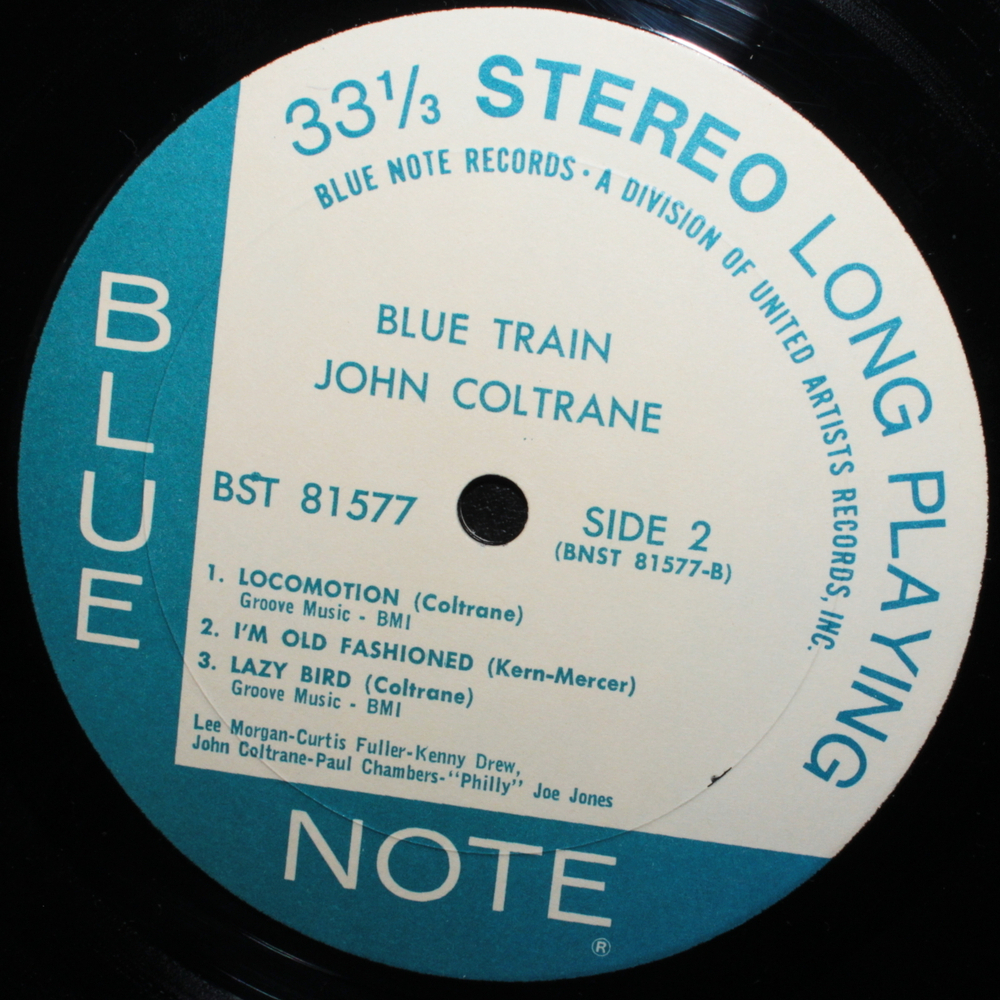 33⅓ STEREO LONG PLAYING
BLUE NOTE RECORDS · A DIVISION OF UNITED ARTISTS RECORDS, INC.
BLUE TRAIN
JOHN COLTRANE
BST 81577
SIDE 2
(BNST 81577-B)
1. LOCOMOTION (Coltrane)
Groove Music - BMI
2. I'M OLD FASHIONED (Kern-Mercer)
3. LAZY BIRD (Coltrane)
Groove Music - BMI
Lee Morgan-Curtis Fuller-Kenny Drew,
John Coltrane-Paul Chambers-"Philly" Joe Jones
BLUE
NOTE
®